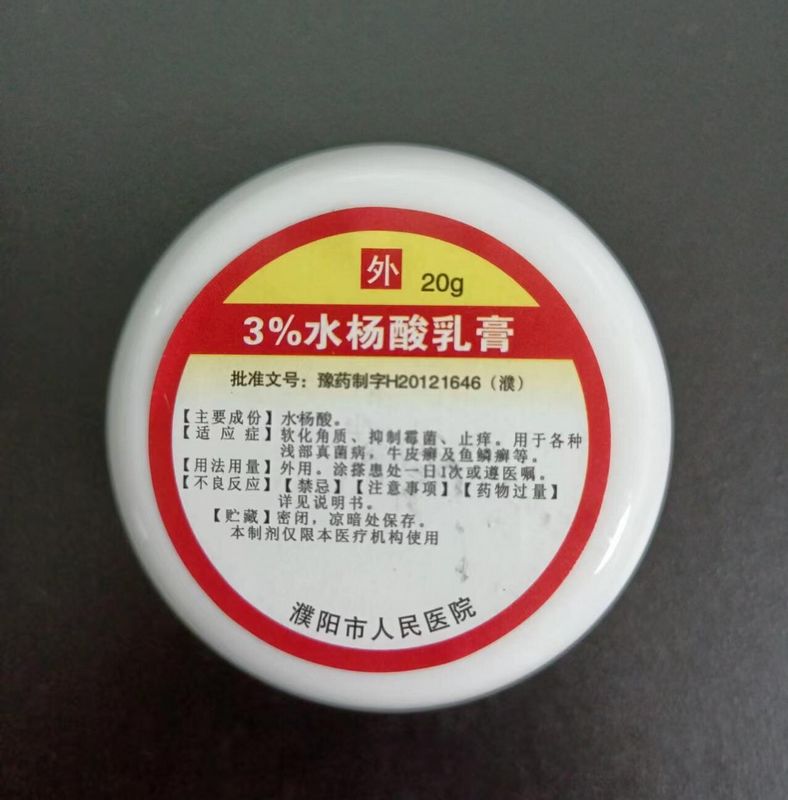 外 20g
3%水杨酸乳膏
批准文号：豫药制字H20121646（濮）
【主要成份】水杨酸。
【适应症】软化角质、抑制霉菌、止痒。用于各种
浅部真菌病，牛皮癣及鱼鳞癣等。
【用法用量】外用。涂搽患处一日1次或遵医嘱。
【不良反应】【禁忌】【注意事项】【药物过量】
详见说明书。
【贮藏】密闭，凉暗处保存。
本制剂仅限本医疗机构使用
濮阳市人民医院